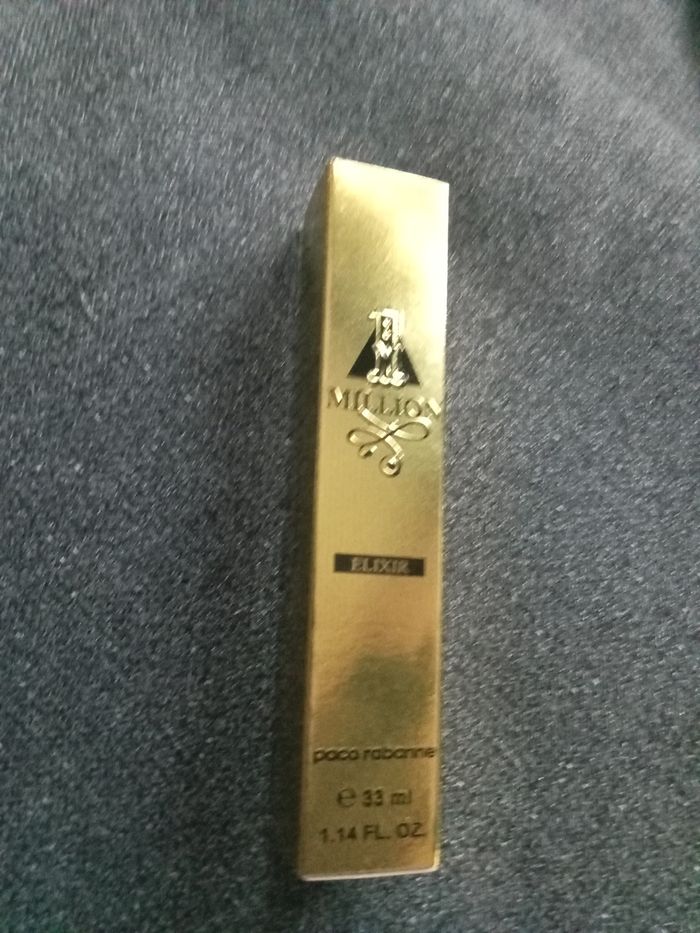 1
MILLION
ELIXIR
paco rabanne
℮ 33 ml
1.14 FL. OZ.